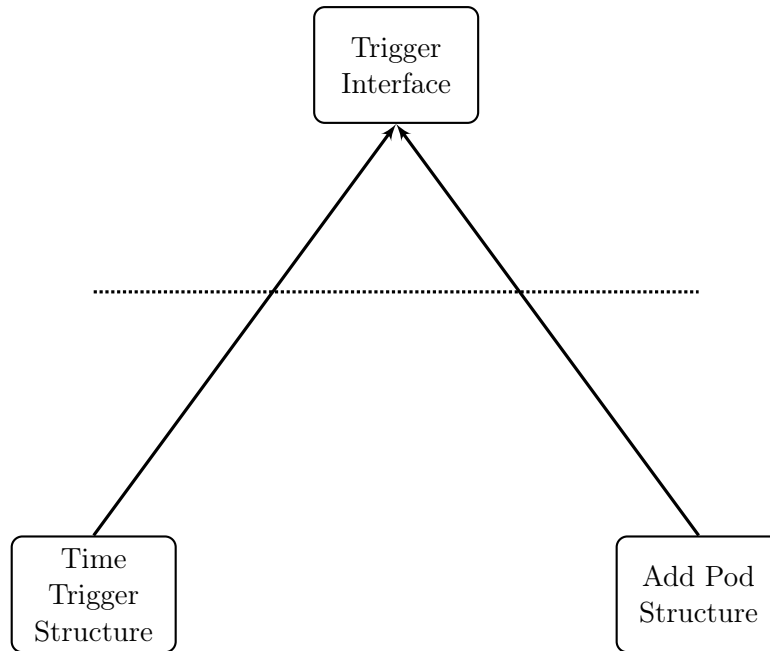 Trigger
Interface
Time
Trigger
Structure
Add Pod
Structure